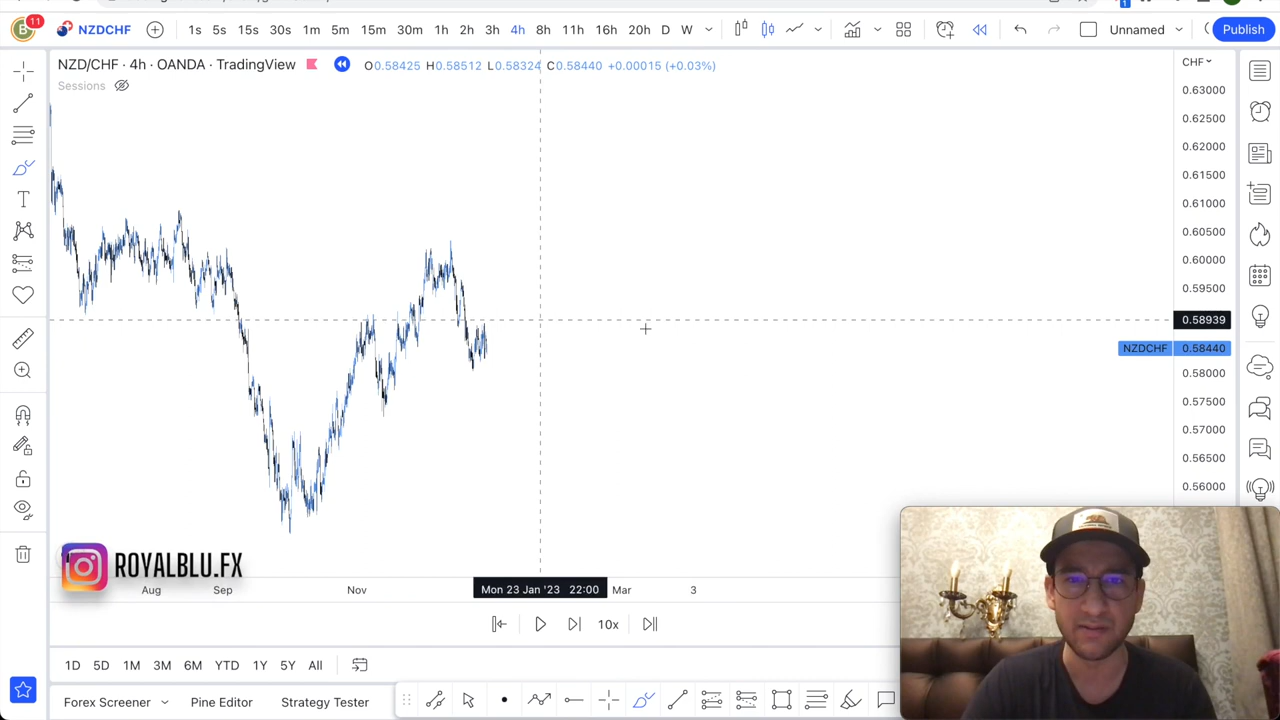 B 11 NZDCHF 1s 5s 15s 30s 1m 5m 15m 30m 1h 2h 3h 4h 8h 11h 16h 20h D W Unnamed Publish
1
NZD/CHF · 4h · OANDA · TradingView O0.58425 H0.58512 L0.58324 C0.58440 +0.00015 (+0.03%)
CHF
Sessions
0.63000
0.62500
0.62000
0.61500
0.61000
0.60500
0.60000
0.59500
0.58939
NZDCHF 0.58440
0.58000
0.57500
0.57000
0.56500
0.56000
ROYALBLU.FX
Aug Sep Nov Mon 23 Jan '23 22:00 Mar 3
10x
1D 5D 1M 3M 6M YTD 1Y 5Y All
Forex Screener Pine Editor Strategy Tester